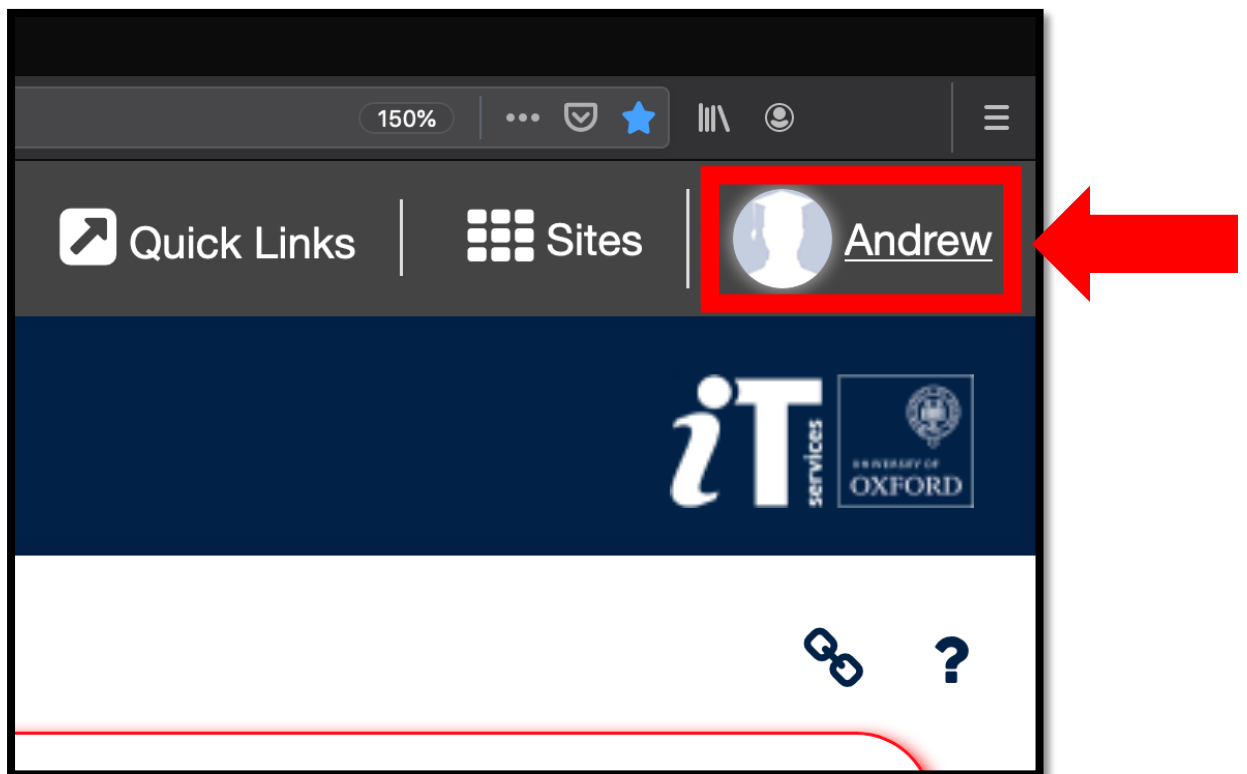 150%
Quick Links
Sites
Andrew
iT
services
UNIVERSITY OF
OXFORD
?